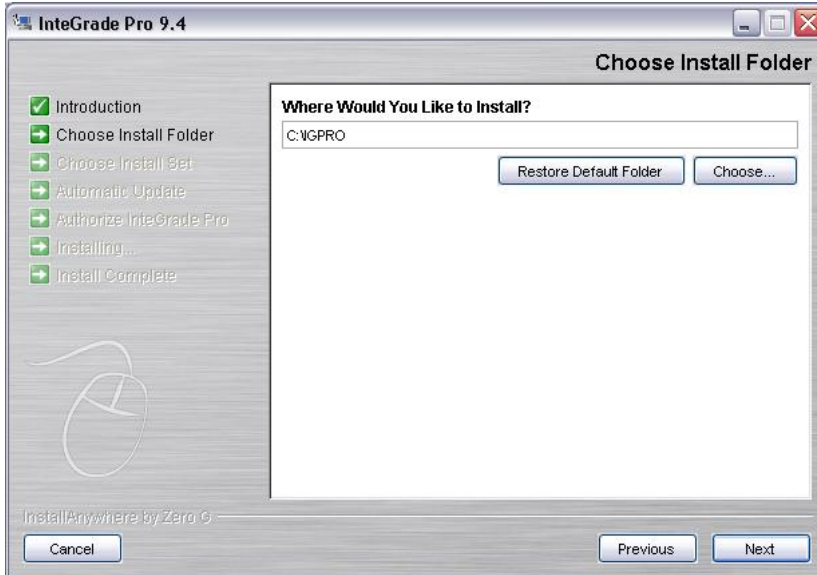 InteGrade Pro 9.4
Choose Install Folder
Introduction
Choose Install Folder
Choose Install Set
Automatic Update
Authorize InteGrade Pro
Installing...
Install Complete
Where Would You Like to Install?
C:\IGPRO
Restore Default Folder
Choose...
InstallAnywhere by Zero G
Cancel
Previous
Next